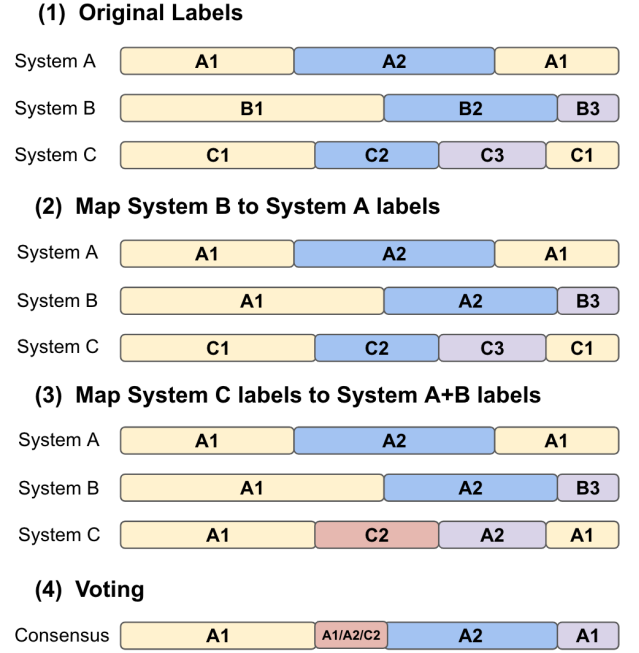 (1) Original Labels
System A A1 A2 A1
System B B1 B2 B3
System C C1 C2 C3 C1
(2) Map System B to System A labels
System A A1 A2 A1
System B A1 A2 B3
System C C1 C2 C3 C1
(3) Map System C labels to System A+B labels
System A A1 A2 A1
System B A1 A2 B3
System C A1 C2 A2 A1
(4) Voting
Consensus A1 A1/A2/C2 A2 A1